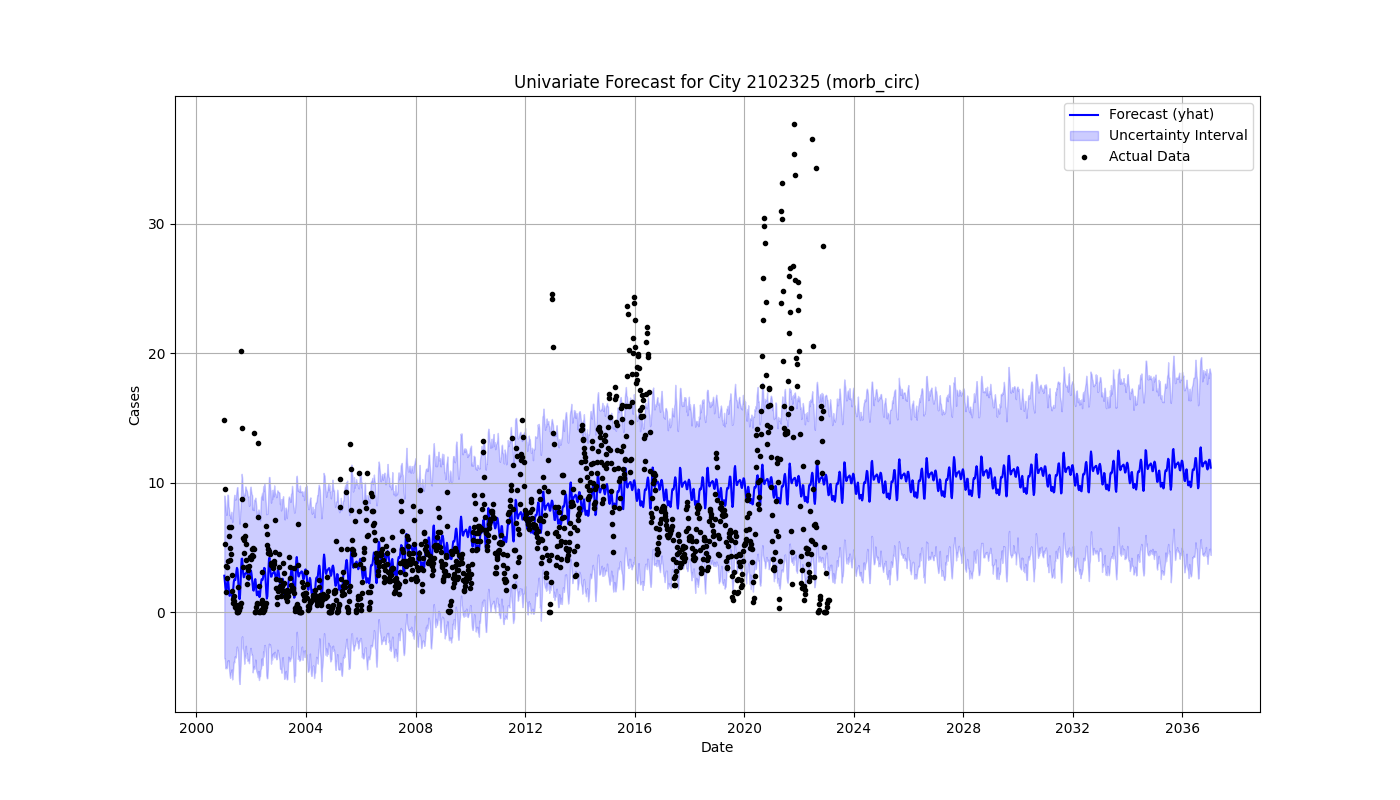 Univariate Forecast for City 2102325 (morb_circ)
Forecast (yhat)
Uncertainty Interval
Actual Data
Cases
30
20
10
0
2000 2004 2008 2012 2016 2020 2024 2028 2032 2036
Date